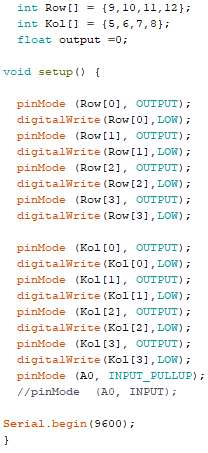 int Row[] = {9,10,11,12};
int Kol[] = {5,6,7,8};
float output =0;
void setup() {
pinMode (Row[0], OUTPUT);
digitalWrite(Row[0],LOW);
pinMode (Row[1], OUTPUT);
digitalWrite(Row[1],LOW);
pinMode (Row[2], OUTPUT);
digitalWrite(Row[2],LOW);
pinMode (Row[3], OUTPUT);
digitalWrite(Row[3],LOW);
pinMode (Kol[0], OUTPUT);
digitalWrite(Kol[0],LOW);
pinMode (Kol[1], OUTPUT);
digitalWrite(Kol[1],LOW);
pinMode (Kol[2], OUTPUT);
digitalWrite(Kol[2],LOW);
pinMode (Kol[3], OUTPUT);
digitalWrite(Kol[3],LOW);
pinMode (A0, INPUT_PULLUP);
//pinMode  (A0, INPUT);
Serial.begin(9600);
}